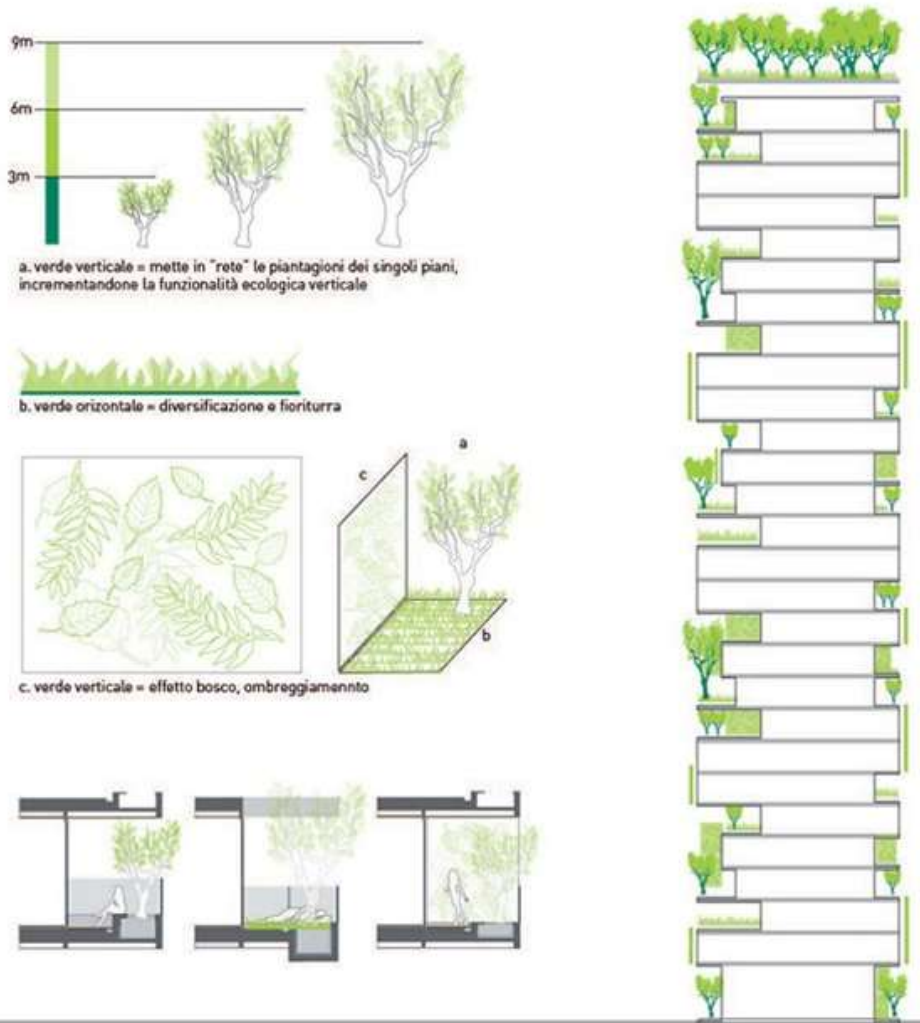 9m
6m
3m
a. verde verticale = mette in "rete" le piantagioni dei singoli piani,
incrementandone la funzionalità ecologica verticale
b. verde orizontale = diversificazione e fioriturra
c
a
b
c. verde verticale = effetto bosco, ombreggiamennto